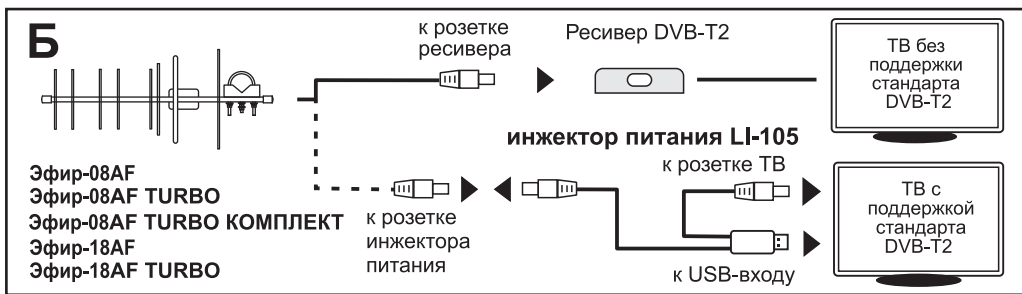 Б
к розетке
ресивера
Ресивер DVB-T2
ТВ без
поддержки
стандарта
DVB-T2
инжектор питания LI-105
к розетке ТВ
Эфир-08AF
Эфир-08AF TURBO
Эфир-08AF TURBO КОМПЛЕКТ
Эфир-18AF
Эфир-18AF TURBO
к розетке
инжектора
питания
к USB-входу
ТВ с
поддержкой
стандарта
DVB-T2